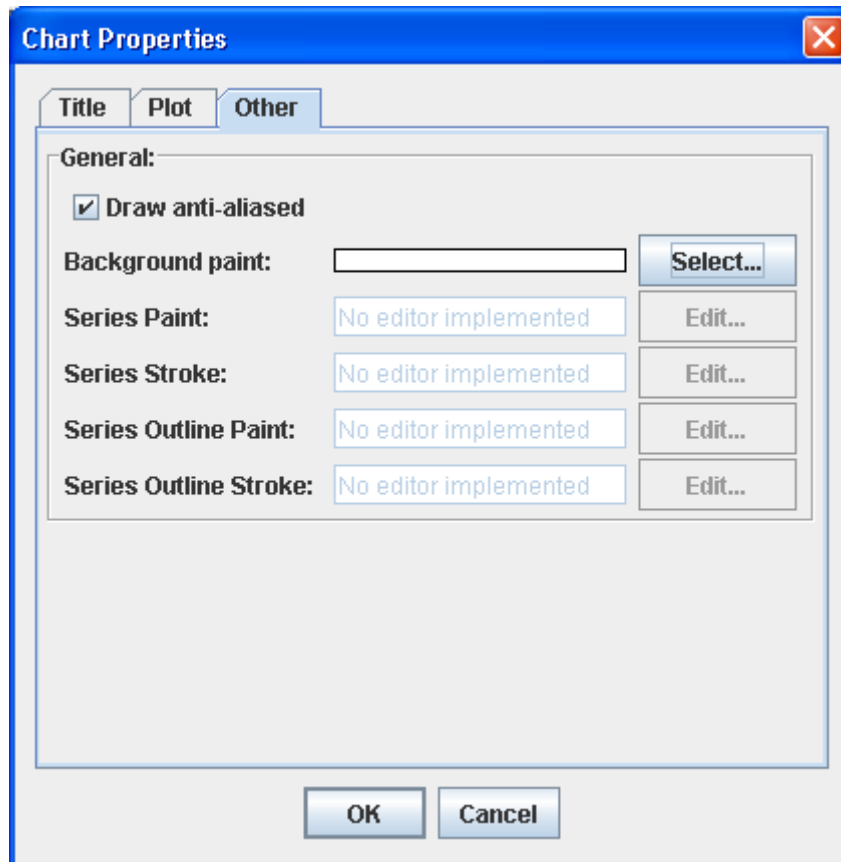 Chart Properties
Title Plot Other
General:
Draw anti-aliased
Background paint: Select...
Series Paint: No editor implemented Edit...
Series Stroke: No editor implemented Edit...
Series Outline Paint: No editor implemented Edit...
Series Outline Stroke: No editor implemented Edit...
OK Cancel